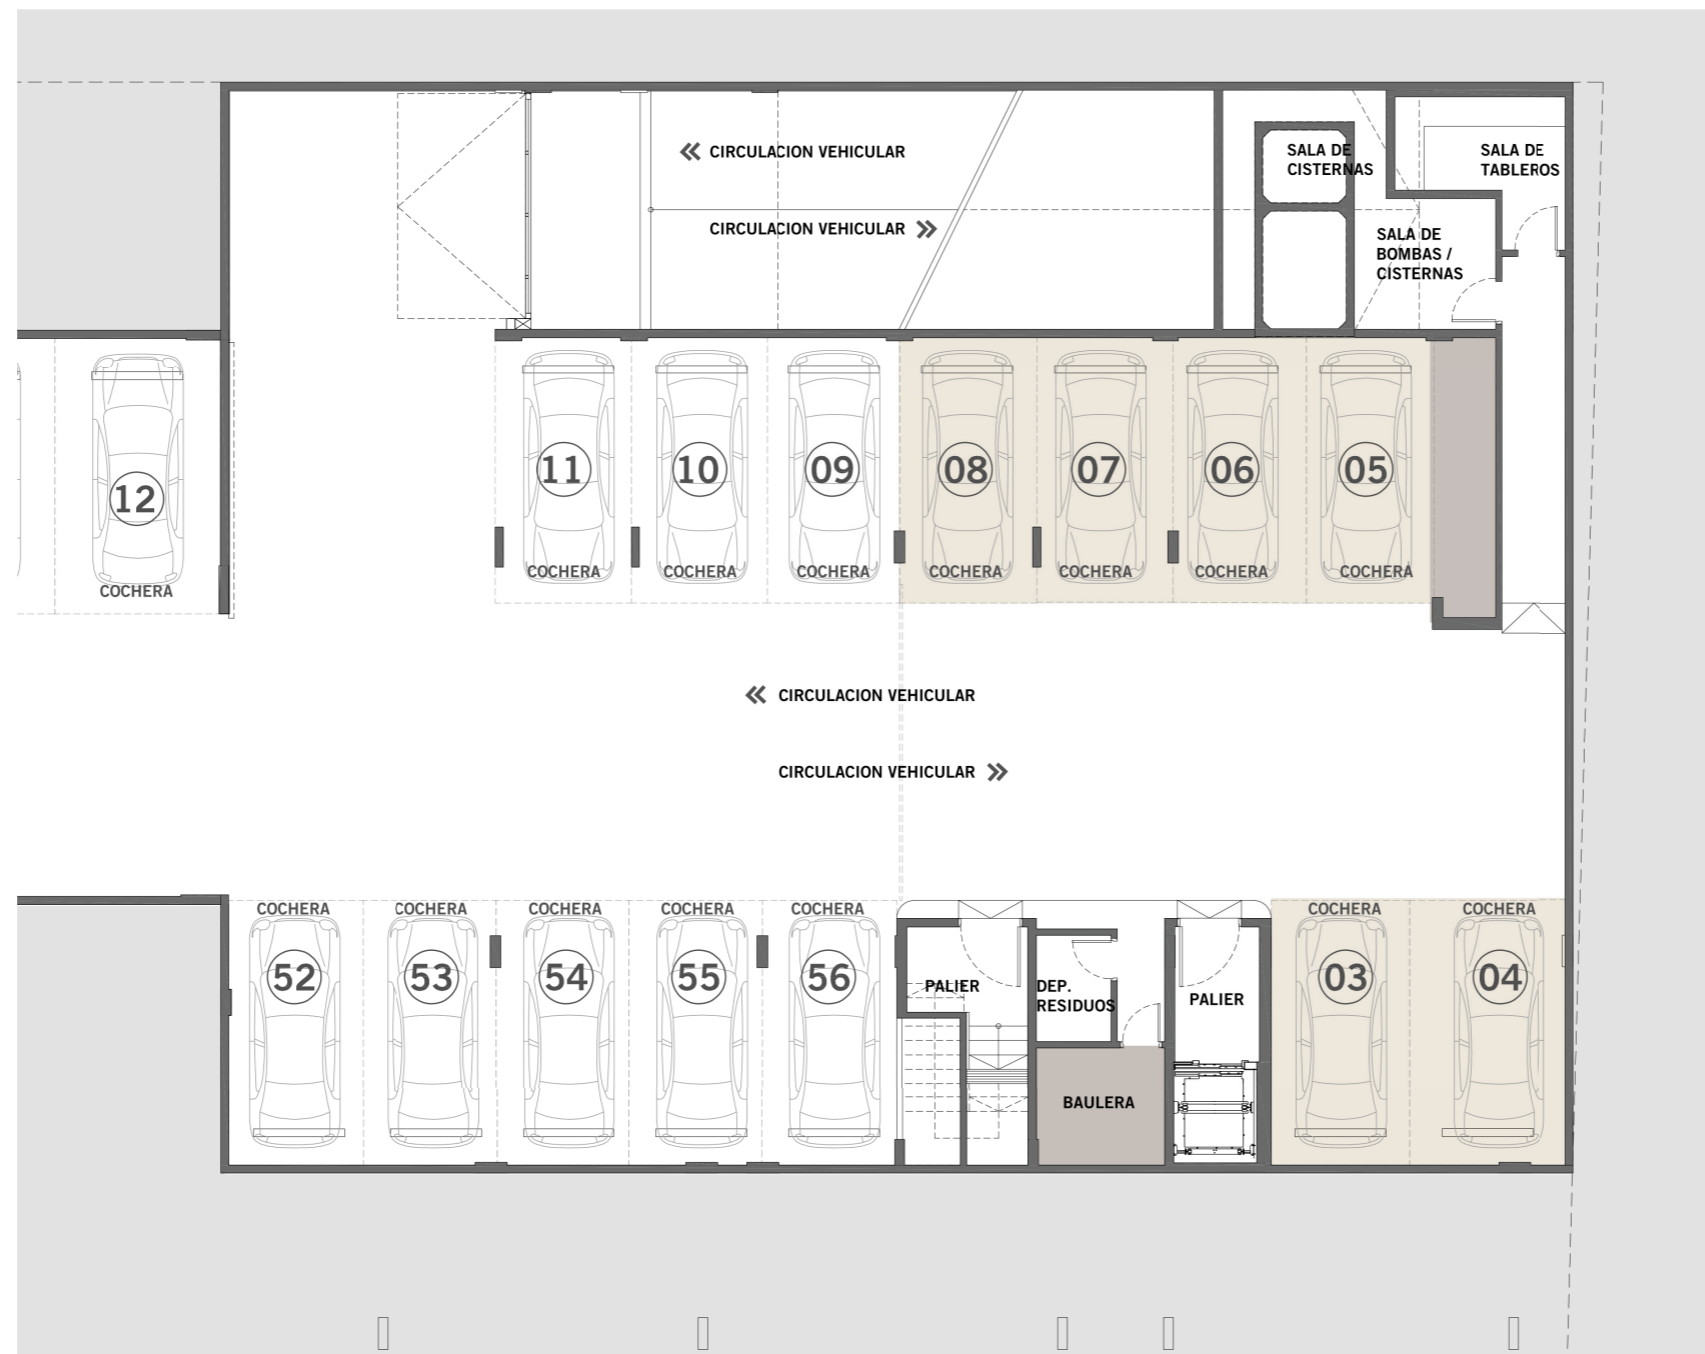 CIRCULACION VEHICULAR
CIRCULACION VEHICULAR
SALA DE
CISTERNAS
SALA DE
TABLEROS
SALA DE
BOMBAS /
CISTERNAS
12
COCHERA
11
COCHERA
10
COCHERA
09
COCHERA
08
COCHERA
07
COCHERA
06
COCHERA
05
COCHERA
CIRCULACION VEHICULAR
CIRCULACION VEHICULAR
COCHERA
52
COCHERA
53
COCHERA
54
COCHERA
55
COCHERA
56
PALIER
DEP.
RESIDUOS
BAULERA
PALIER
COCHERA
03
COCHERA
04